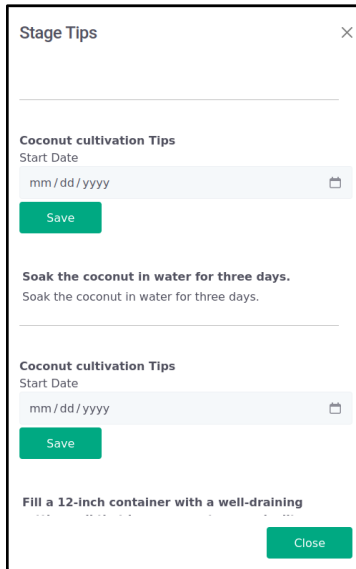 Stage Tips
Coconut cultivation Tips
Start Date
mm/dd/yyyy
Save
Soak the coconut in water for three days.
Soak the coconut in water for three days.
Coconut cultivation Tips
Start Date
mm/dd/yyyy
Save
Fill a 12-inch container with a well-draining
Close